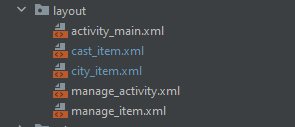 layout
activity_main.xml
cast_item.xml
city_item.xml
manage_activity.xml
manage_item.xml